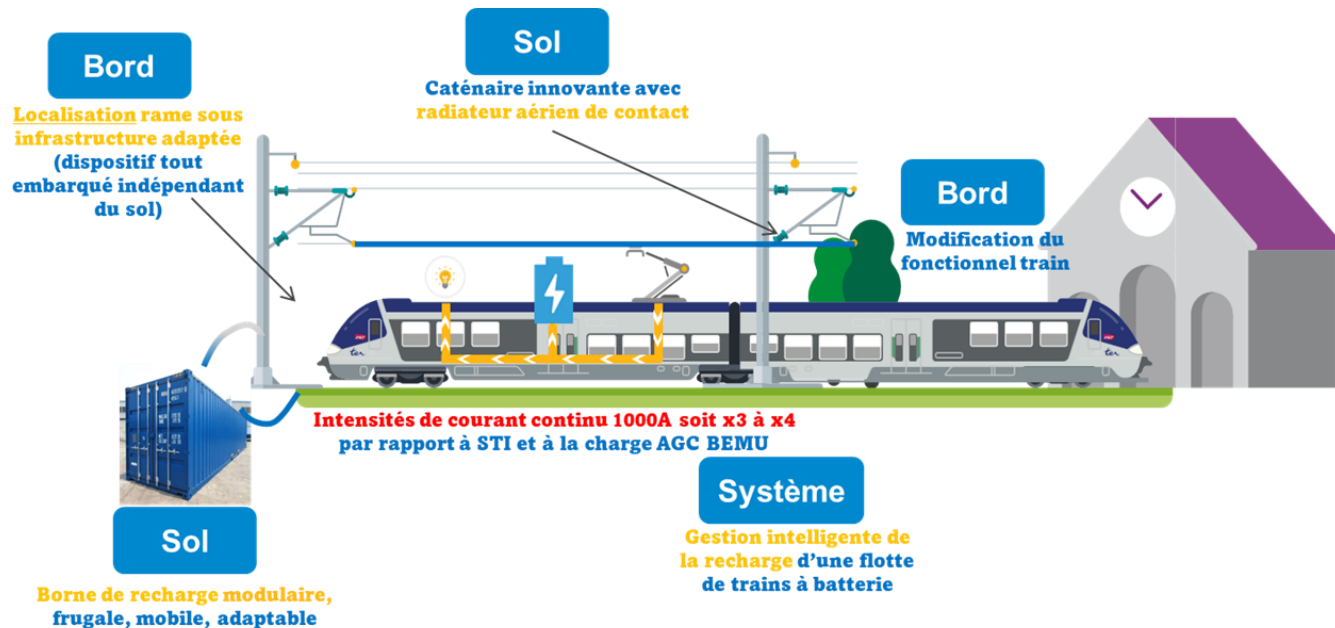 Bord
Localisation rame sous
infrastructure adaptée
(dispositif tout
embarqué indépendant
du sol)
Sol
Caténaire innovante avec
radiateur aérien de contact
Bord
Modification du
fonctionnel train
ter
ter
Intensités de courant continu 1000A soit x3 à x4
par rapport à STI et à la charge AGC BEMU
Système
Gestion intelligente de
la recharge d'une flotte
de trains à batterie
Sol
Borne de recharge modulaire,
frugale, mobile, adaptable